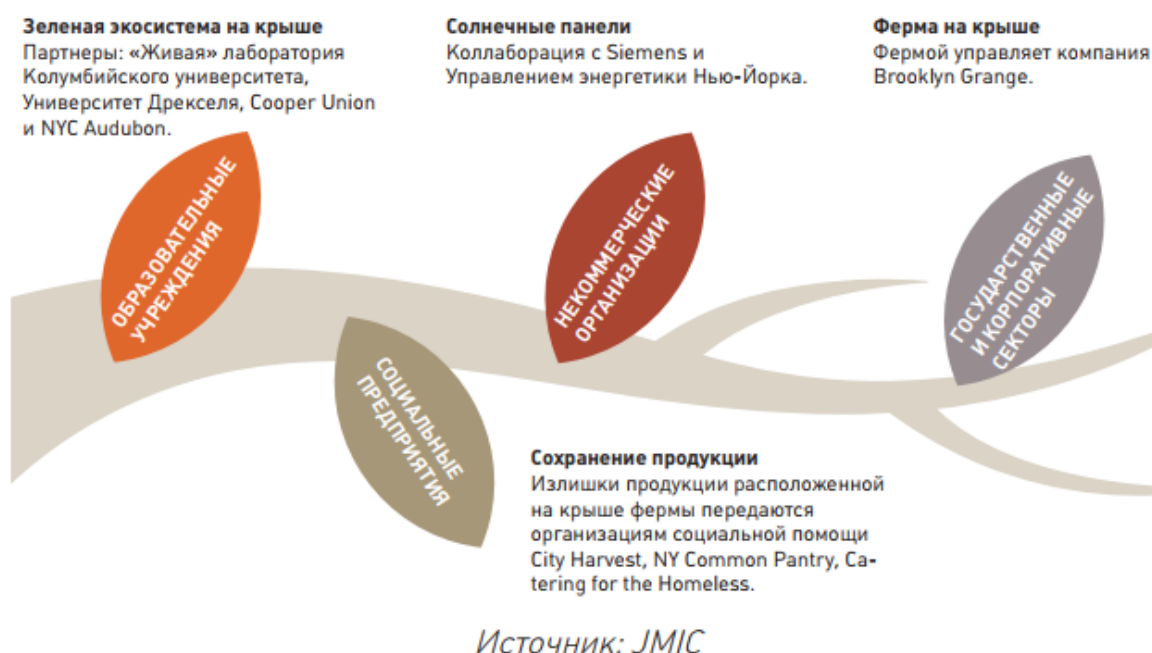 Зеленая экосистема на крыше
Партнеры: «Живая» лаборатория
Колумбийского университета,
Университет Дрекселя, Cooper Union
и NYC Audubon.
Солнечные панели
Коллаборация с Siemens и
Управлением энергетики Нью-Йорка.
Ферма на крыше
Фермой управляет компания
Brooklyn Grange.
ОБРАЗОВАТЕЛЬНЫЕ
УЧРЕЖДЕНИЯ
НЕКОММЕРЧЕСКИЕ
ОРГАНИЗАЦИИ
ГОСУДАРСТВЕННЫЕ
И КОРПОРАТИВНЫЕ
СЕКТОРЫ
СОЦИАЛЬНЫЕ
ПРЕДПРИЯТИЯ
Сохранение продукции
Излишки продукции расположенной
на крыше фермы передаются
организациям социальной помощи
City Harvest, NY Common Pantry, Ca-
tering for the Homeless.
Источник: JMIC